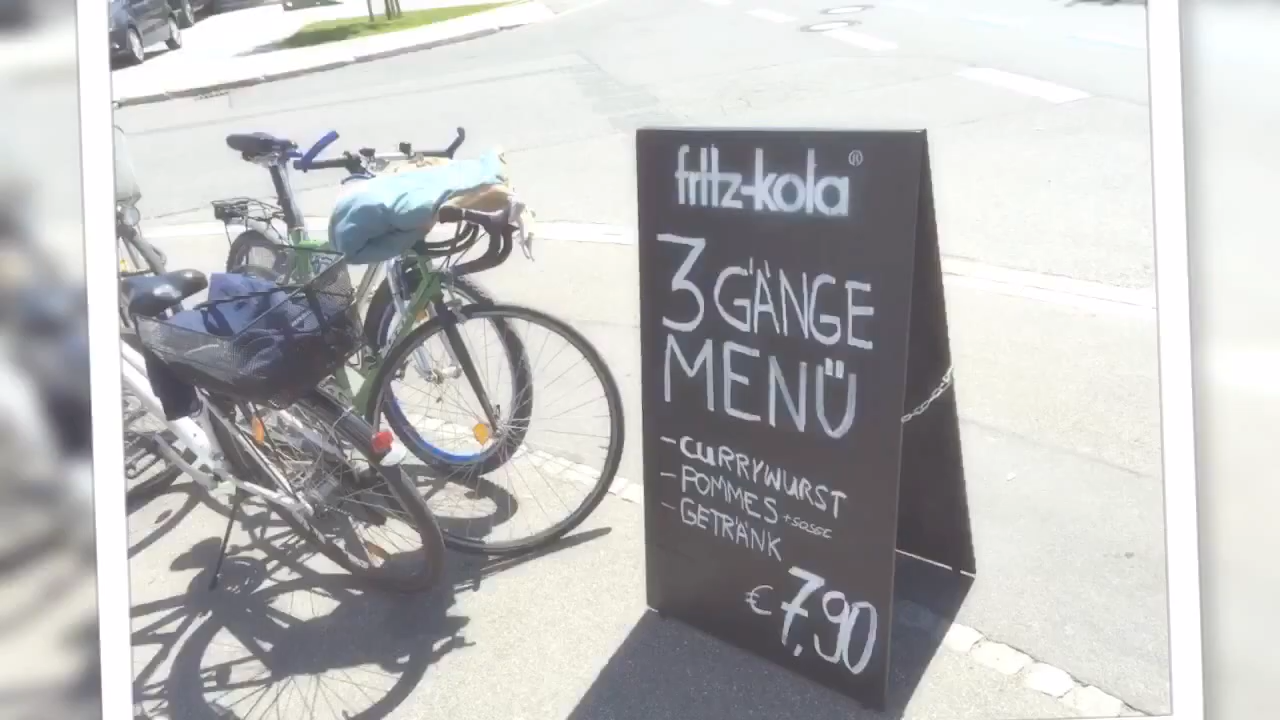 fritz-kola®
3 GÄNGE
MENÜ
- CURRYWURST
- POMMES +SOSSE
- GETRÄNK
€ 7,90